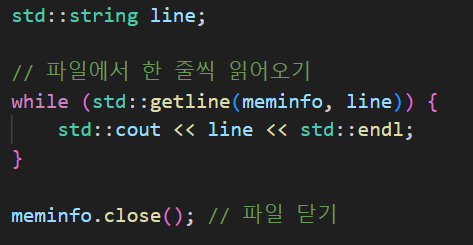 std::string line;
// 파일에서 한 줄씩 읽어오기
while (std::getline(meminfo, line)) {
    std::cout << line << std::endl;
}
meminfo.close(); // 파일 닫기